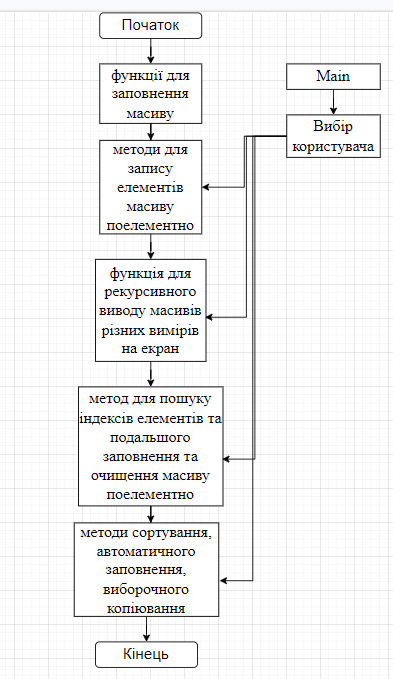 Початок
функції для
заповнення
масиву
Main
Вибір
користувача
методи для
запису
елементів
масиву
поелементно
функція для
рекурсивного
виводу масивів
різних вимірів
на екран
метод для пошуку
індексів елементів та
подальшого
заповнення та
очищення масиву
поелементно
методи сортування,
автоматичного
заповнення,
виборочного
копіювання
Кінець